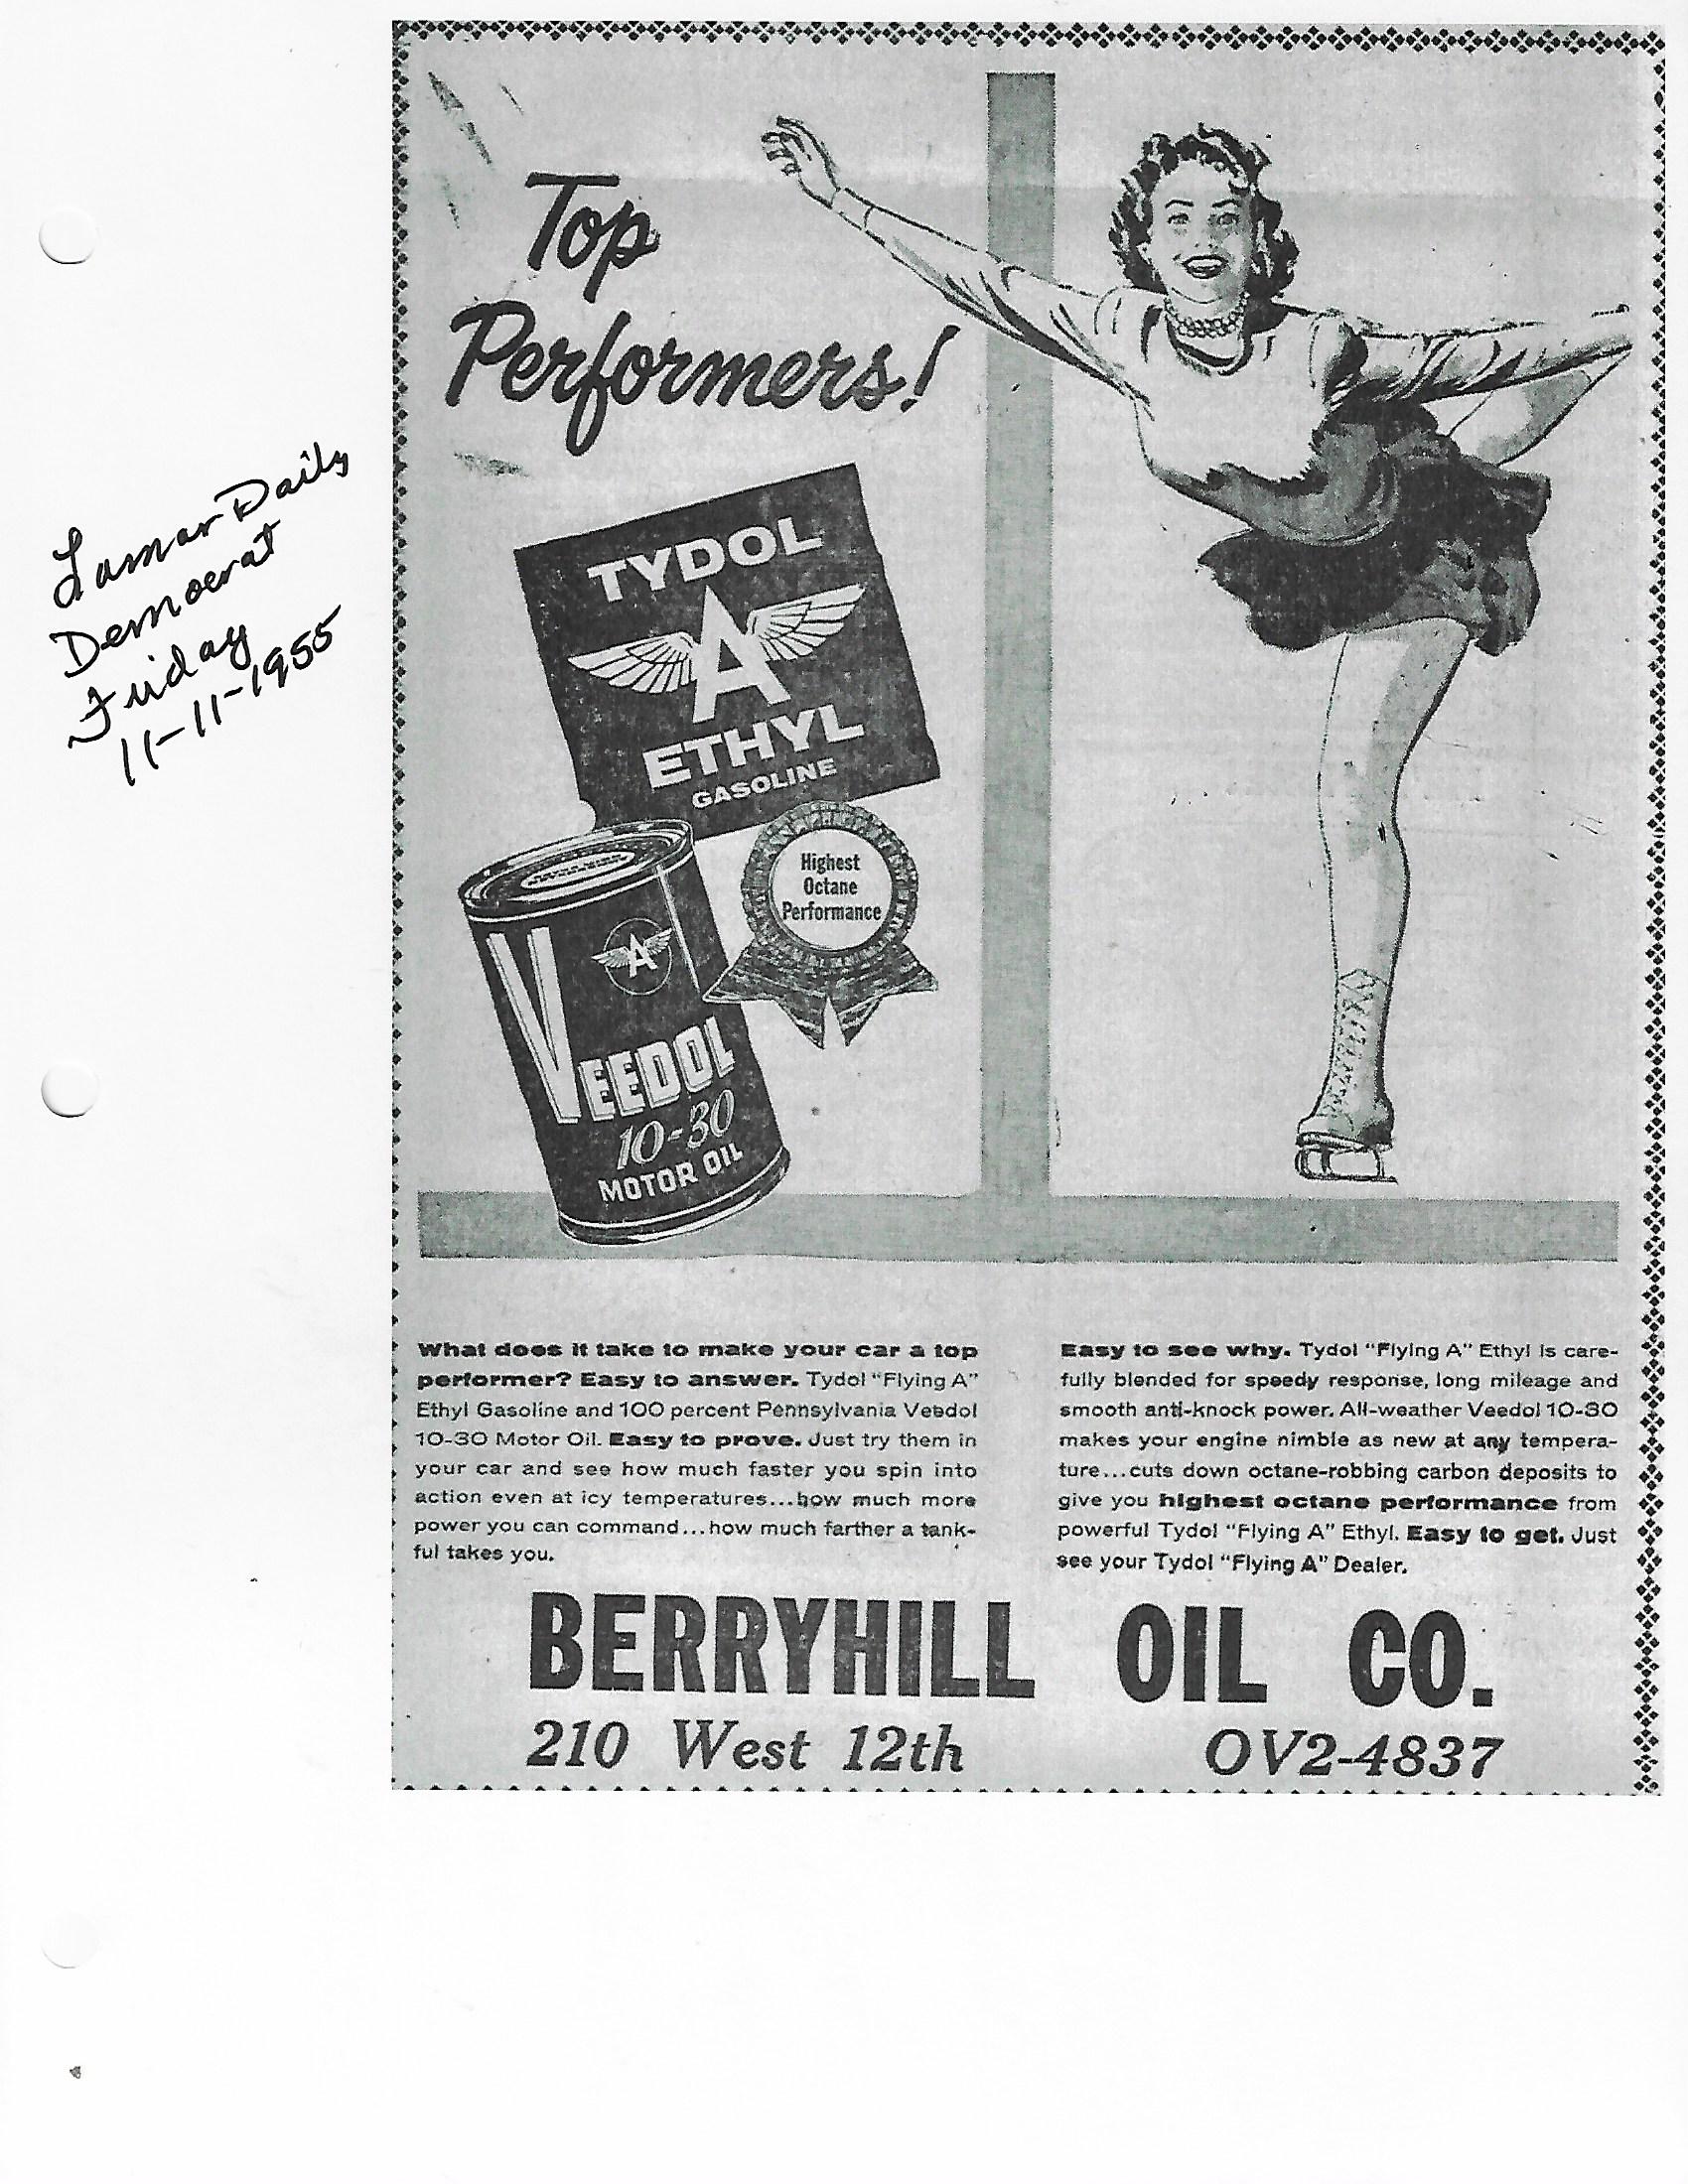 Lamar Daily
Democrat
Friday
11-11-1955
Top
Performers!
TYDOL
A
ETHYL
GASOLINE
Highest
Octane
Performance
A
VEEDOL
10-30
MOTOR OIL
What does it take to make your car a top
performer? Easy to answer. Tydol "Flying A"
Ethyl Gasoline and 100 percent Pennsylvania Veedol
10-30 Motor Oil. Easy to prove. Just try them in
your car and see how much faster you spin into
action even at icy temperatures...how much more
power you can command...how much farther a tank-
ful takes you.
Easy to see why. Tydol "Flying A" Ethyl is care-
fully blended for speedy response, long mileage and
smooth anti-knock power. All-weather Veedol 10-30
makes your engine nimble as new at any tempera-
ture...cuts down octane-robbing carbon deposits to
give you highest octane performance from
powerful Tydol "Flying A" Ethyl. Easy to get. Just
see your Tydol "Flying A" Dealer.
BERRYHILL OIL CO.
210 West 12th OV2-4837